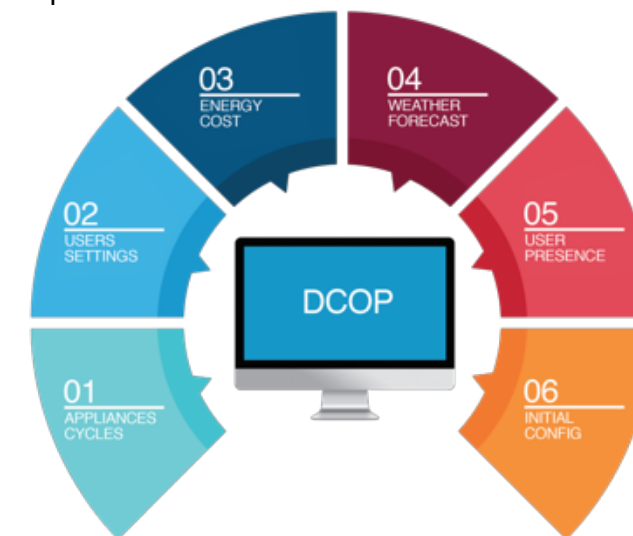 03
ENERGY
COST
04
WEATHER
FORECAST
02
USERS
SETTINGS
05
USER
PRESENCE
DCOP
01
APPLIANCES
CYCLES
06
INITIAL
CONFIG